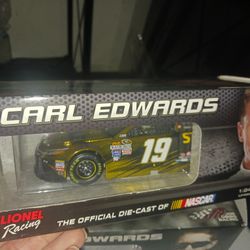 CARL EDWARDS
19
LIONEL
Racing
THE OFFICIAL DIE-CAST OF NASCAR